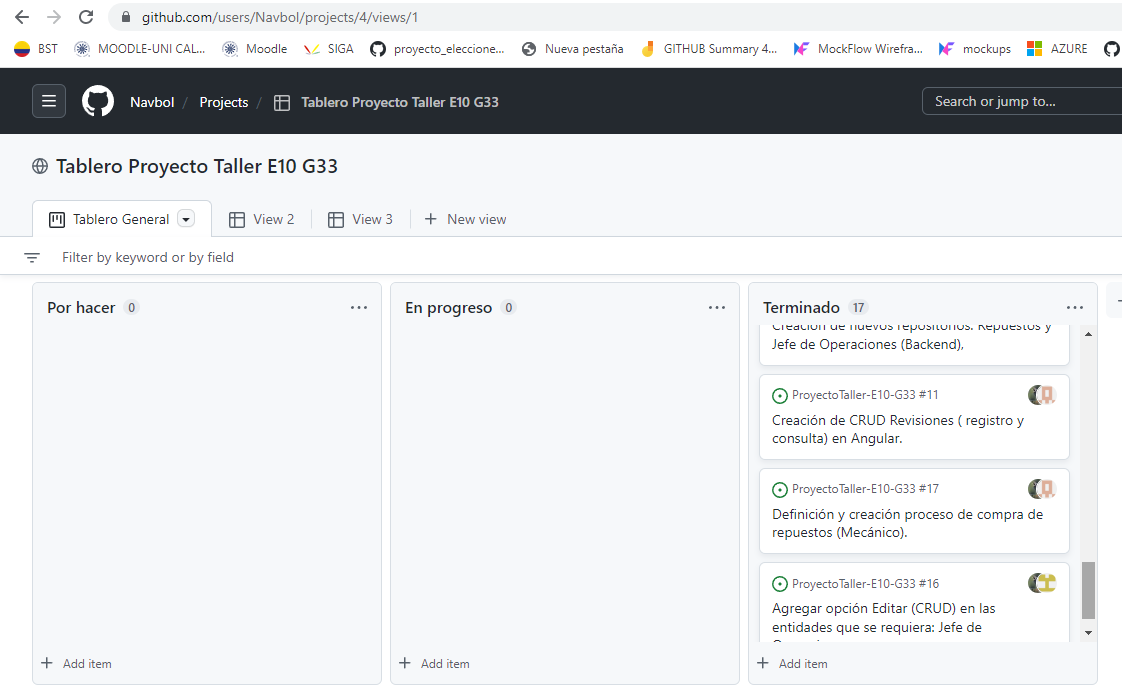 github.com/users/Navbol/projects/4/views/1
BST MOODLE-UNI CAL... Moodle SIGA proyecto_eleccione... Nueva pestaña GITHUB Summary 4... MockFlow Wirefra... mockups AZURE
Navbol / Projects / Tablero Proyecto Taller E10 G33
Search or jump to...
Tablero Proyecto Taller E10 G33
Tablero General View 2 View 3 + New view
Filter by keyword or by field
Por hacer 0
+ Add item
En progreso 0
+ Add item
Terminado 17
Creación de nuevos repositorios: Repuestos y
Jefe de Operaciones (Backend),
ProyectoTaller-E10-G33 #11
Creación de CRUD Revisiones ( registro y
consulta) en Angular.
ProyectoTaller-E10-G33 #17
Definición y creación proceso de compra de
repuestos (Mecánico).
ProyectoTaller-E10-G33 #16
Agregar opción Editar (CRUD) en las
entidades que se requiera: Jefe de
+ Add item